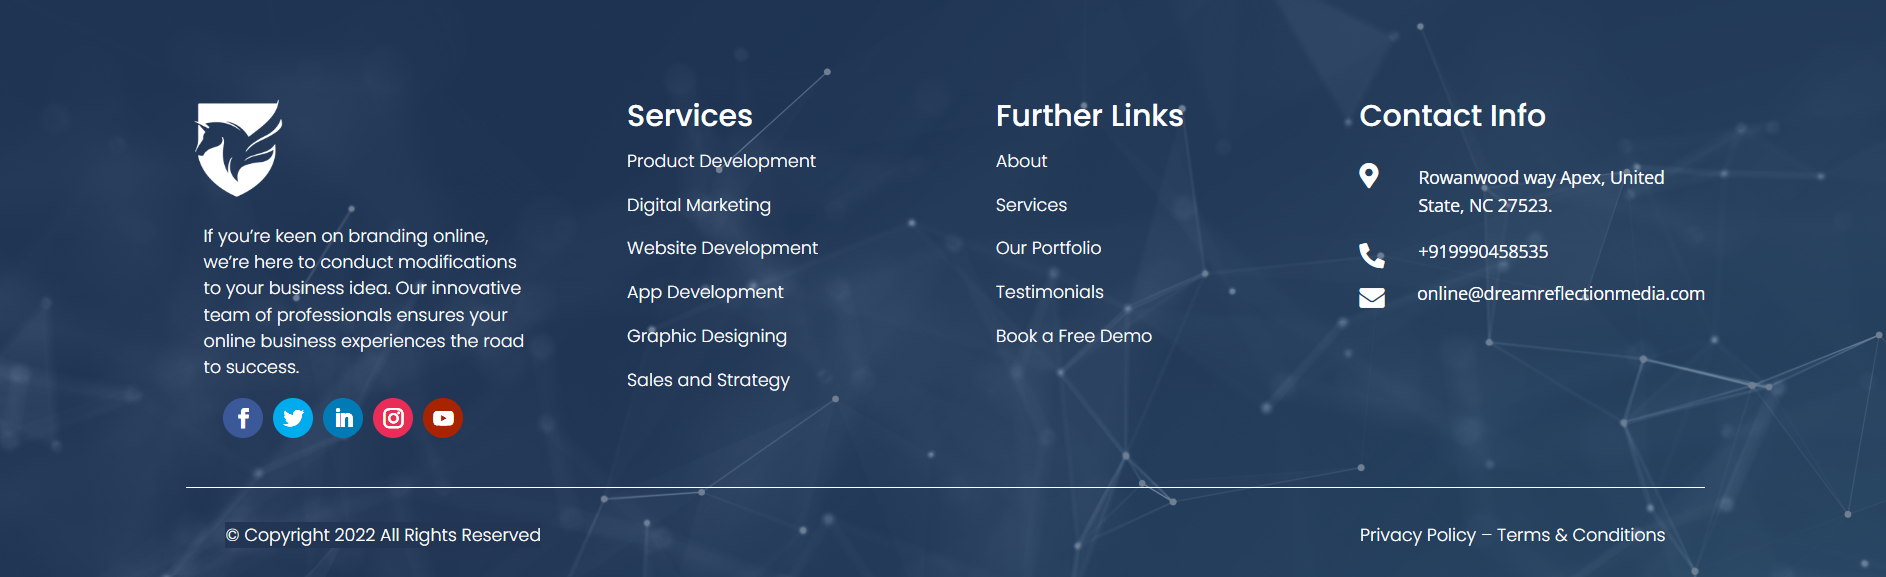 If you’re keen on branding online,
we’re here to conduct modifications
to your business idea. Our innovative
team of professionals ensures your
online business experiences the road
to success.
Services
Product Development
Digital Marketing
Website Development
App Development
Graphic Designing
Sales and Strategy
Further Links
About
Services
Our Portfolio
Testimonials
Book a Free Demo
Contact Info
Rowanwood way Apex, United
State, NC 27523.
+919990458535
online@dreamreflectionmedia.com
© Copyright 2022 All Rights Reserved
Privacy Policy – Terms & Conditions